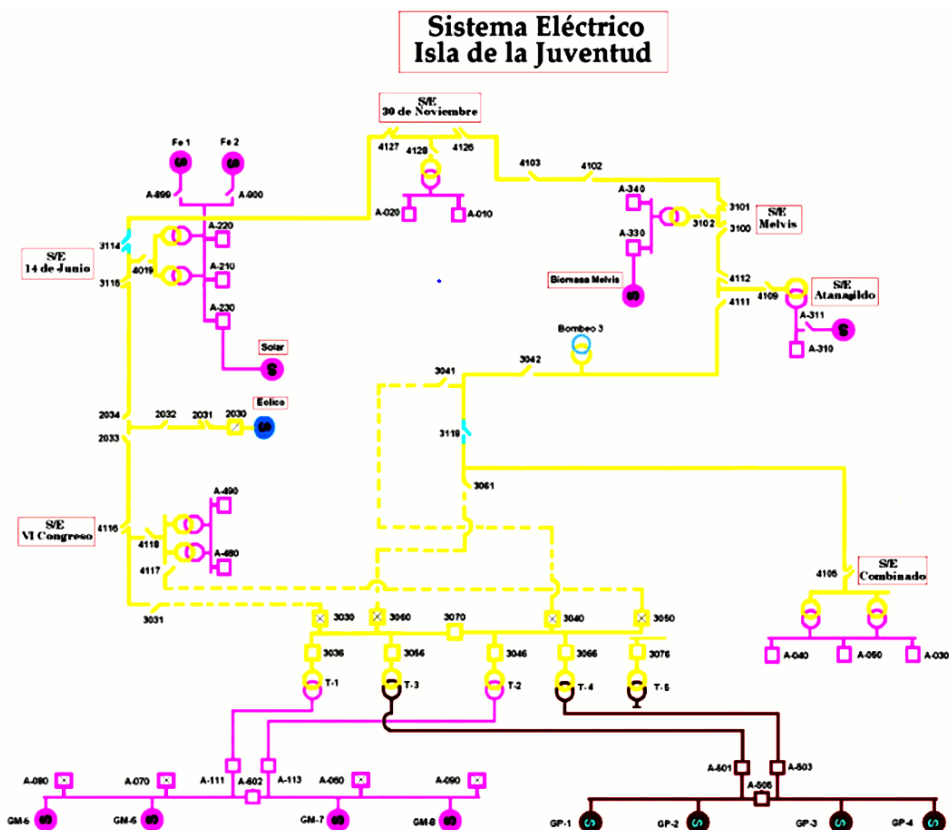 Sistema Eléctrico
Isla de la Juventud
S/E
30 de Noviembre
4127
4128
4126
4103
4102
Fe 1
Fe 2
A-899
A-900
A-020
A-010
A-340
A-330
3102
3101
3100
S/E
Melvis
A-220
3114
S/E
14 de Junio
4019
3115
A-210
A-230
Biomasa Melvis
4112
4111
4109
S/E
Atanagildo
A-311
A-310
Solar
Bombeo 3
3041
3042
Eolico
2034
2032
2031
2030
2033
3119
3061
A-490
4116
S/E
VI Congreso
4118
4117
A-480
4105
S/E
Combinado
3031
3030
3060
3070
3040
3050
3036
3056
3046
3066
3076
T-1
T-3
T-2
T-4
T-5
A-040
A-050
A-030
A-080
A-070
A-111
A-502
A-113
A-060
A-090
A-501
A-503
A-505
GM-5
GM-6
GM-7
GM-8
GP-1
GP-2
GP-3
GP-4